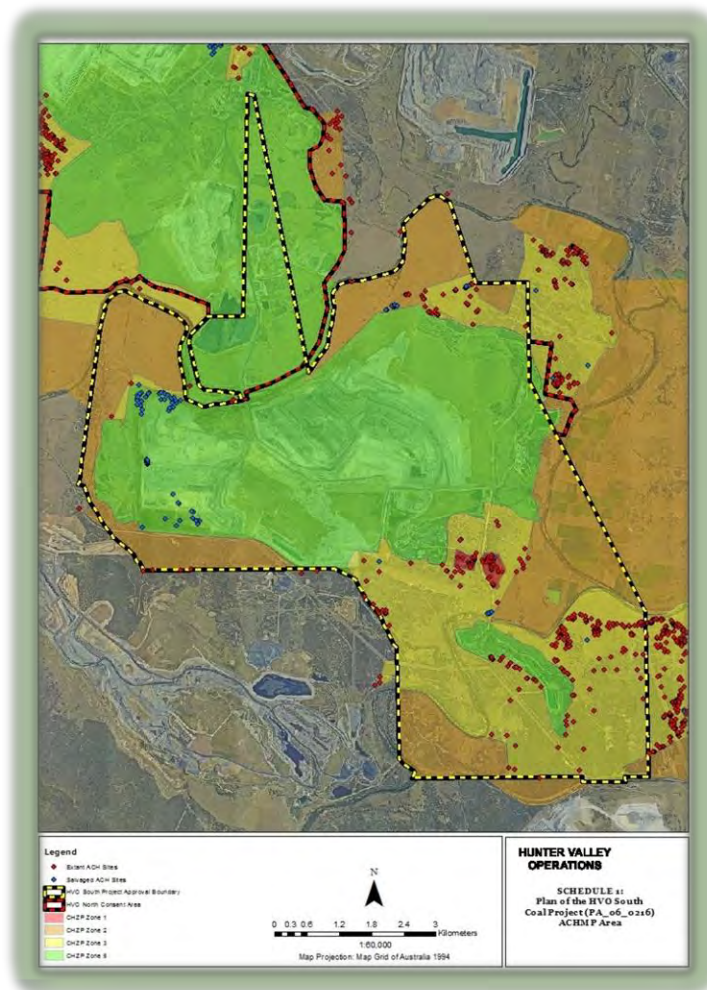 Legend
Extant ACH Sites
Salvaged ACH Sites
HVO South Project Approval Boundary
HVO North Consent Area
CHZP Zone 1
CHZP Zone 2
CHZP Zone 3
N
0 0.3 0.6 1.2 1.8 2.4 3
Kilometers
1:60,000
Map Projection: Map Grid of Australia 1994
HUNTER VALLEY
OPERATIONS
SCHEDULE 1:
Plan of the HVO South
Coal Project (PA_06_0216)
ACHMP Area